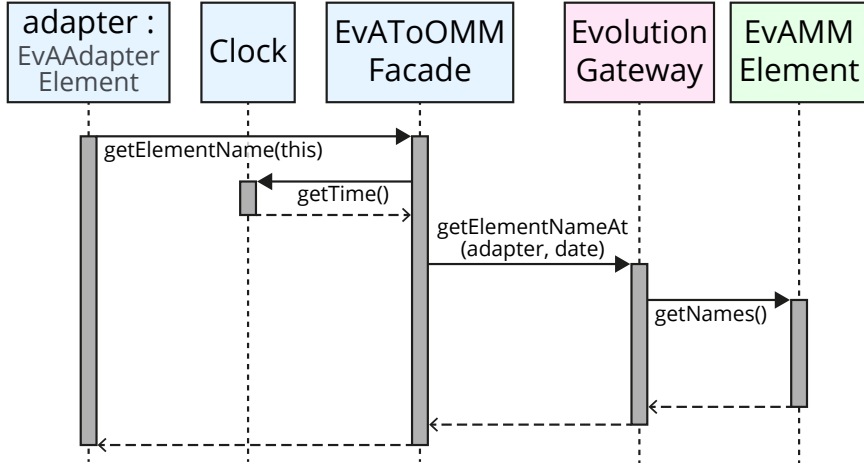 adapter :
EvAAdapter
Element
Clock
EvAToOMM
Facade
Evolution
Gateway
EvAMM
Element
getElementName(this)
getTime()
getElementNameAt
(adapter, date)
getNames()